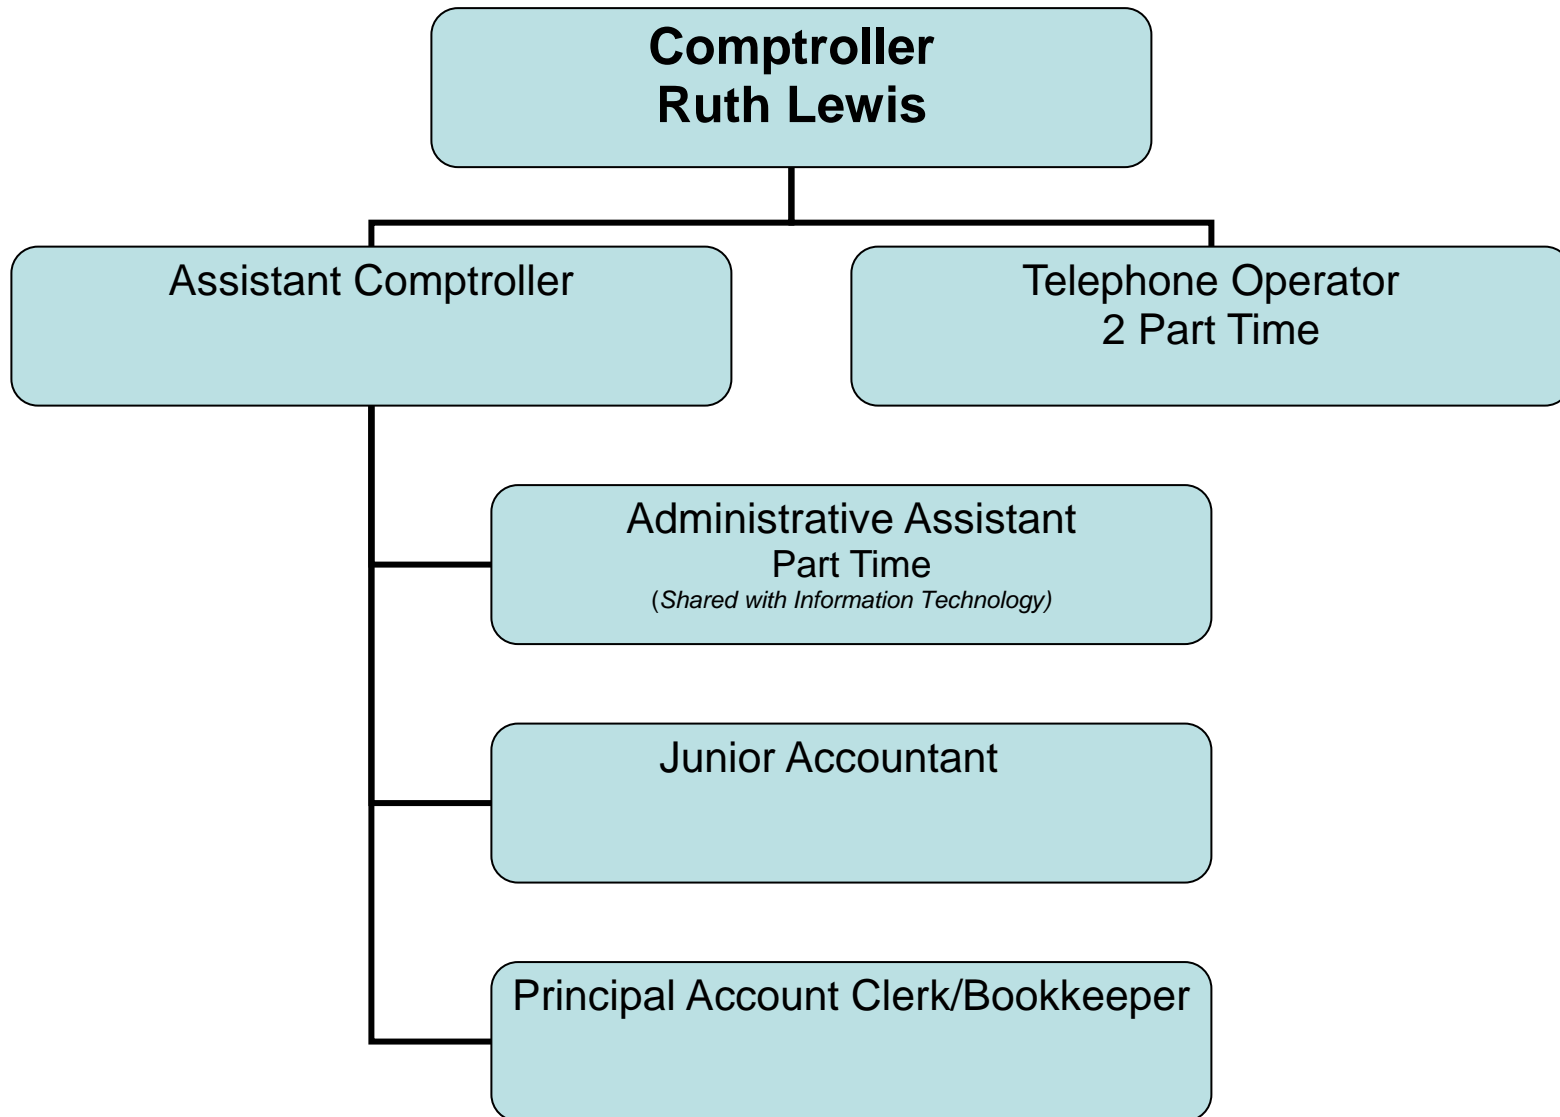 Comptroller
Ruth Lewis
Assistant Comptroller
Telephone Operator
2 Part Time
Administrative Assistant
Part Time
(Shared with Information Technology)
Junior Accountant
Principal Account Clerk/Bookkeeper